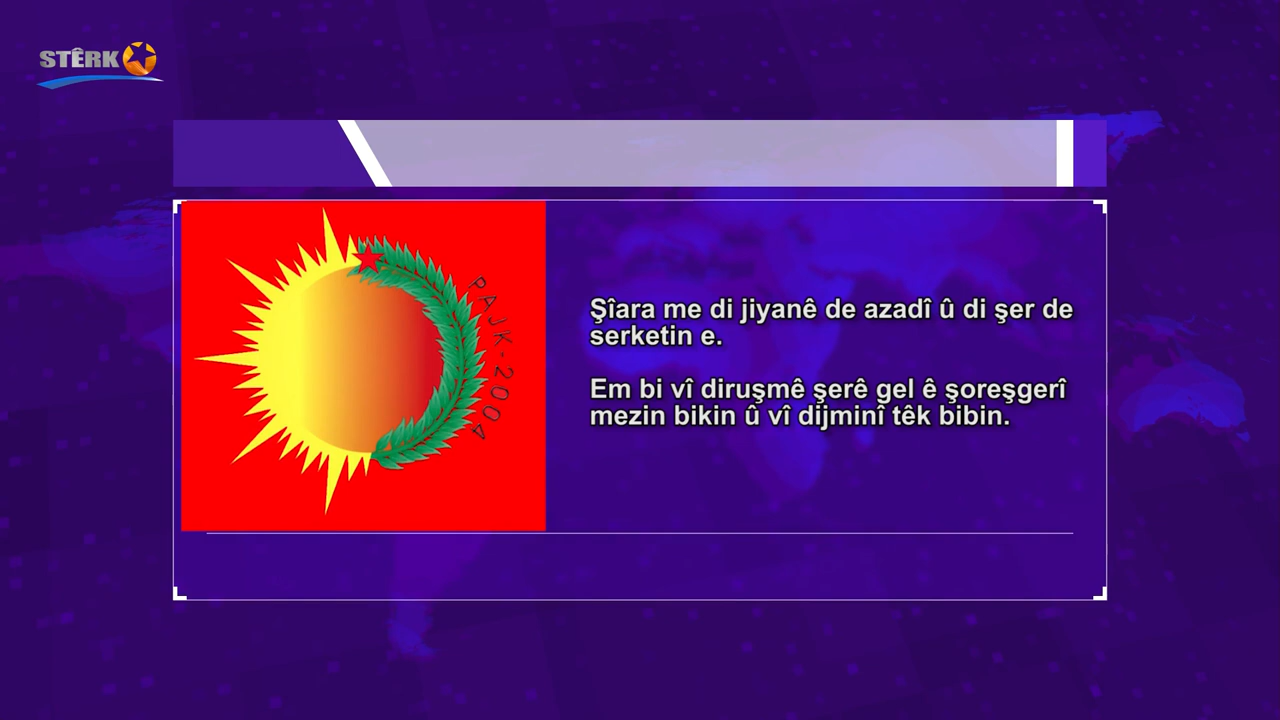 STÊRK
PAJK-2004
Şîara me di jiyanê de azadî û di şer de
serketin e.
Em bi vî diruşmê şerê gel ê şoreşgerî
mezin bikin û vî dijminî têk bibin.